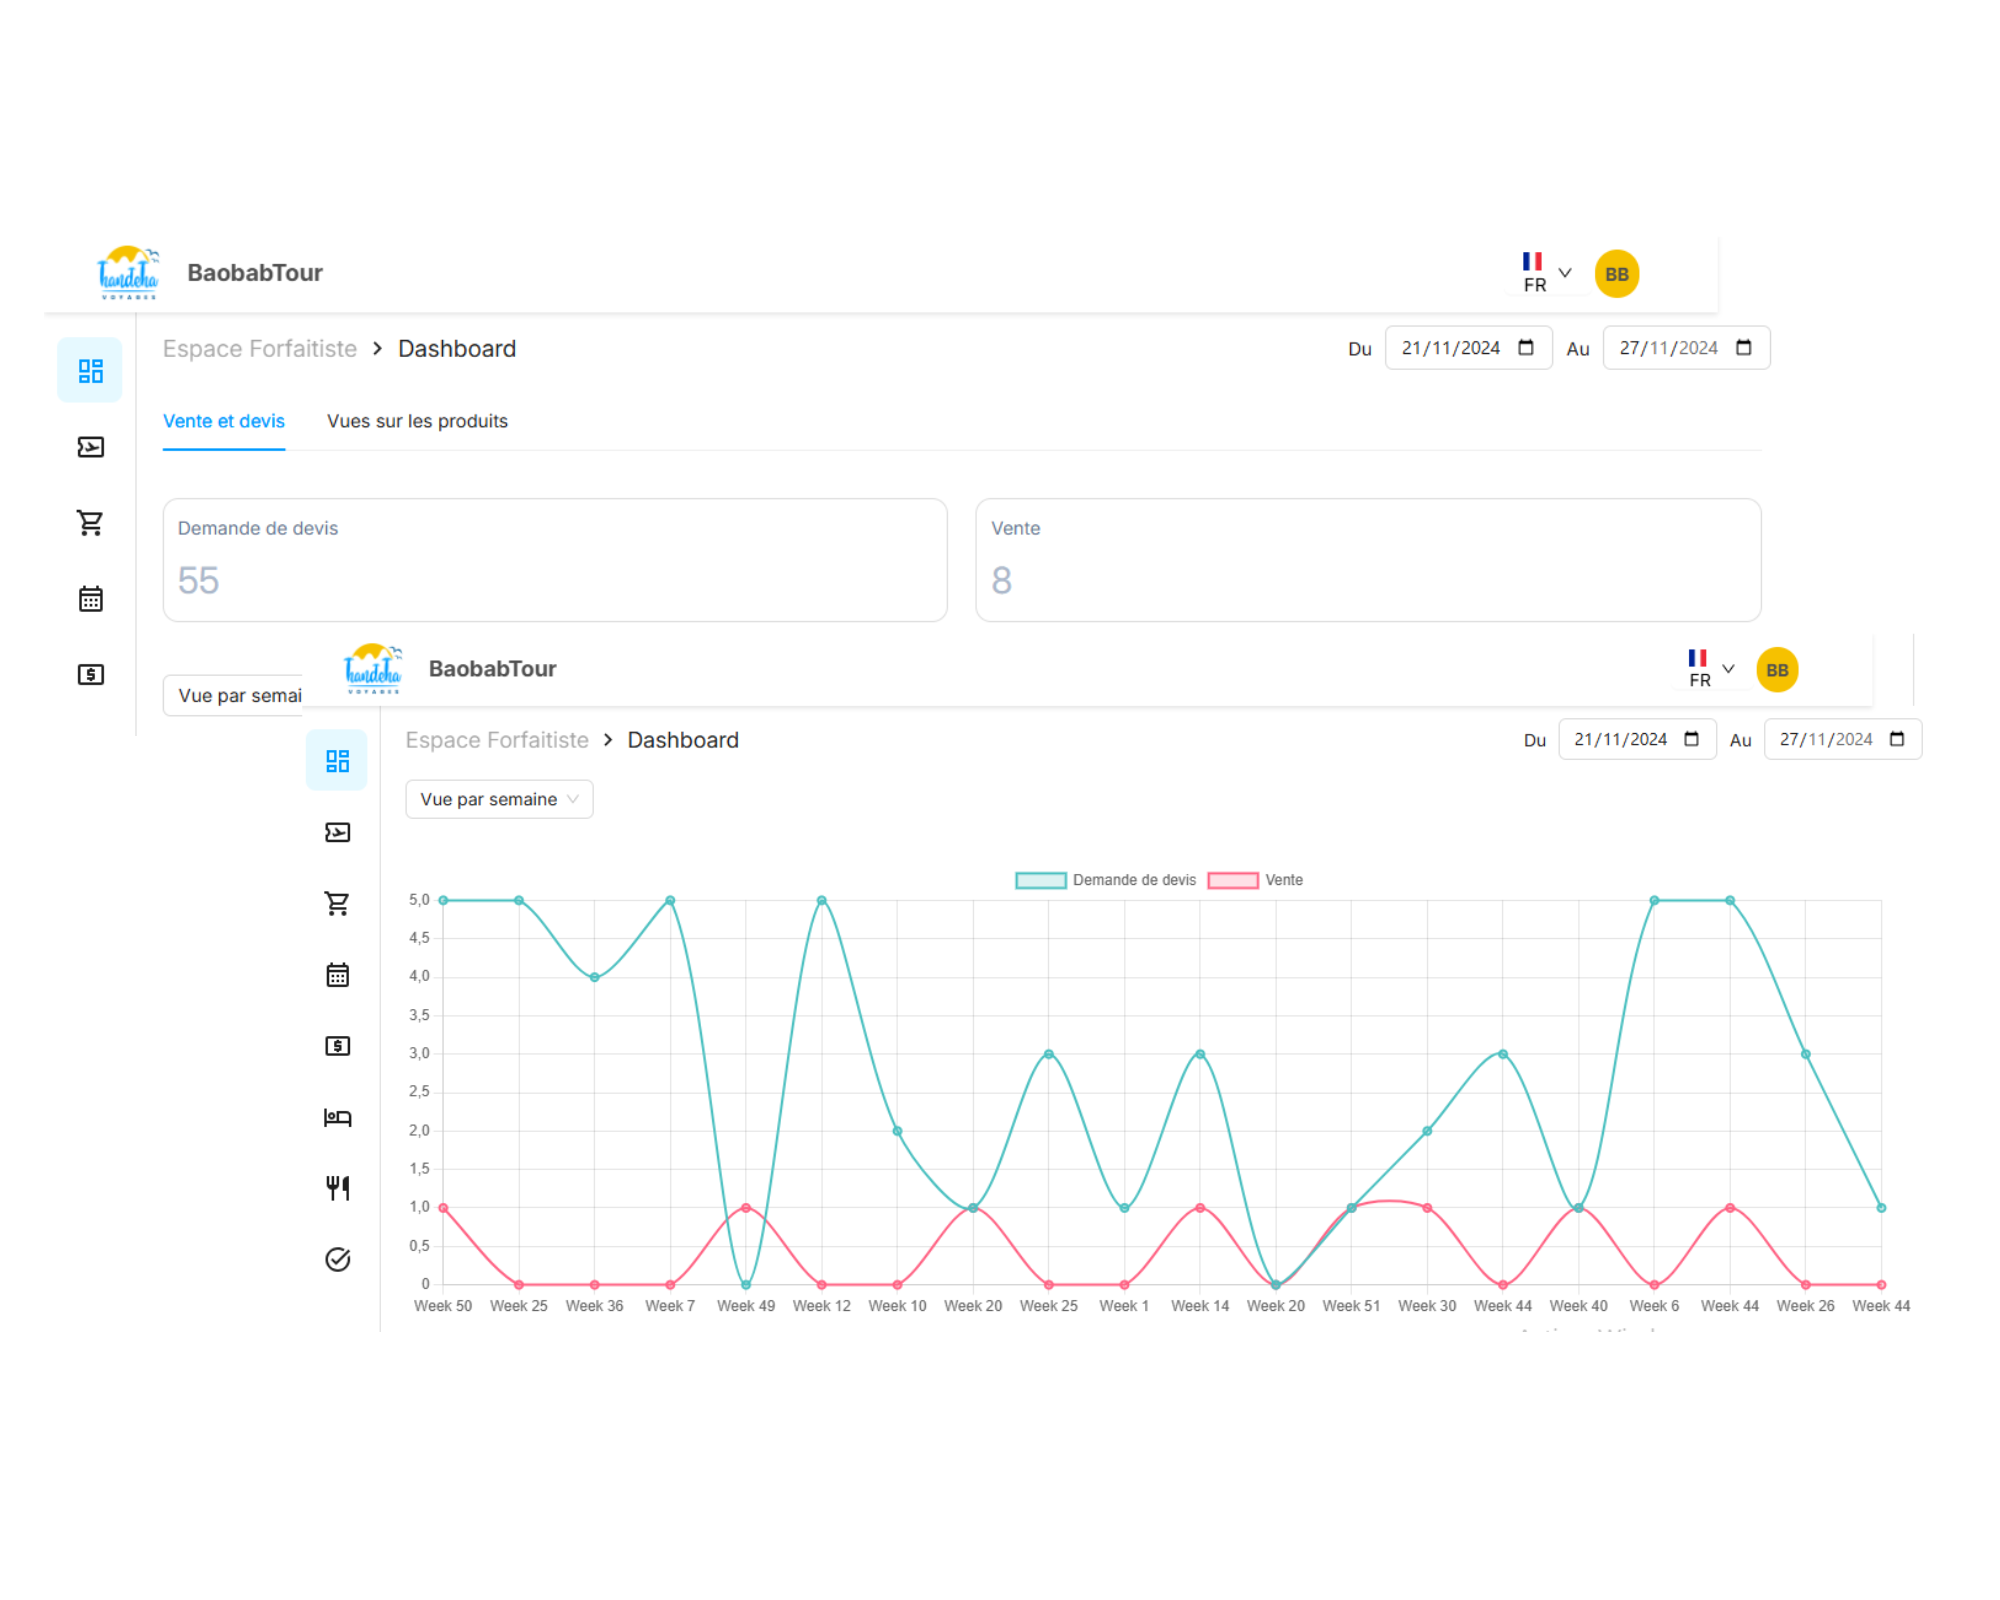 Thandeha
VOYAGES
BaobabTour
FR
BB
Espace Forfaitiste > Dashboard
Du 21/11/2024 Au 27/11/2024
Vente et devis Vues sur les produits
Demande de devis
55
Vente
8
Vue par semai
Thandeha
VOYAGES
BaobabTour
FR
BB
Espace Forfaitiste > Dashboard
Du 21/11/2024 Au 27/11/2024
Vue par semaine
Demande de devis Vente
5,0
4,5
4,0
3,5
3,0
2,5
2,0
1,5
1,0
0,5
0
Week 50 Week 25 Week 36 Week 7 Week 49 Week 12 Week 10 Week 20 Week 25 Week 1 Week 14 Week 20 Week 51 Week 30 Week 44 Week 40 Week 6 Week 44 Week 26 Week 44